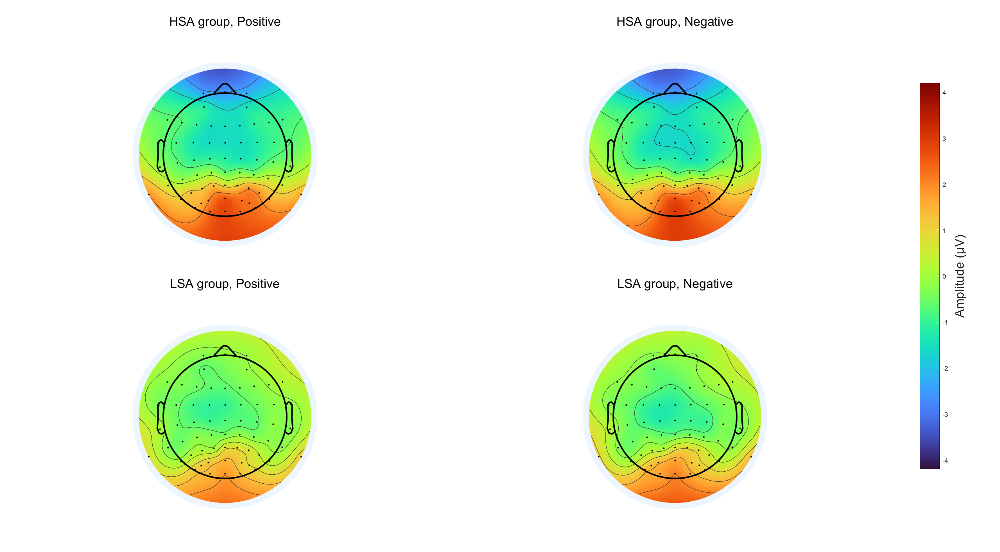 HSA group, Positive
HSA group, Negative
LSA group, Positive
LSA group, Negative
4
3
2
1
0
-1
-2
-3
-4
Amplitude (μV)